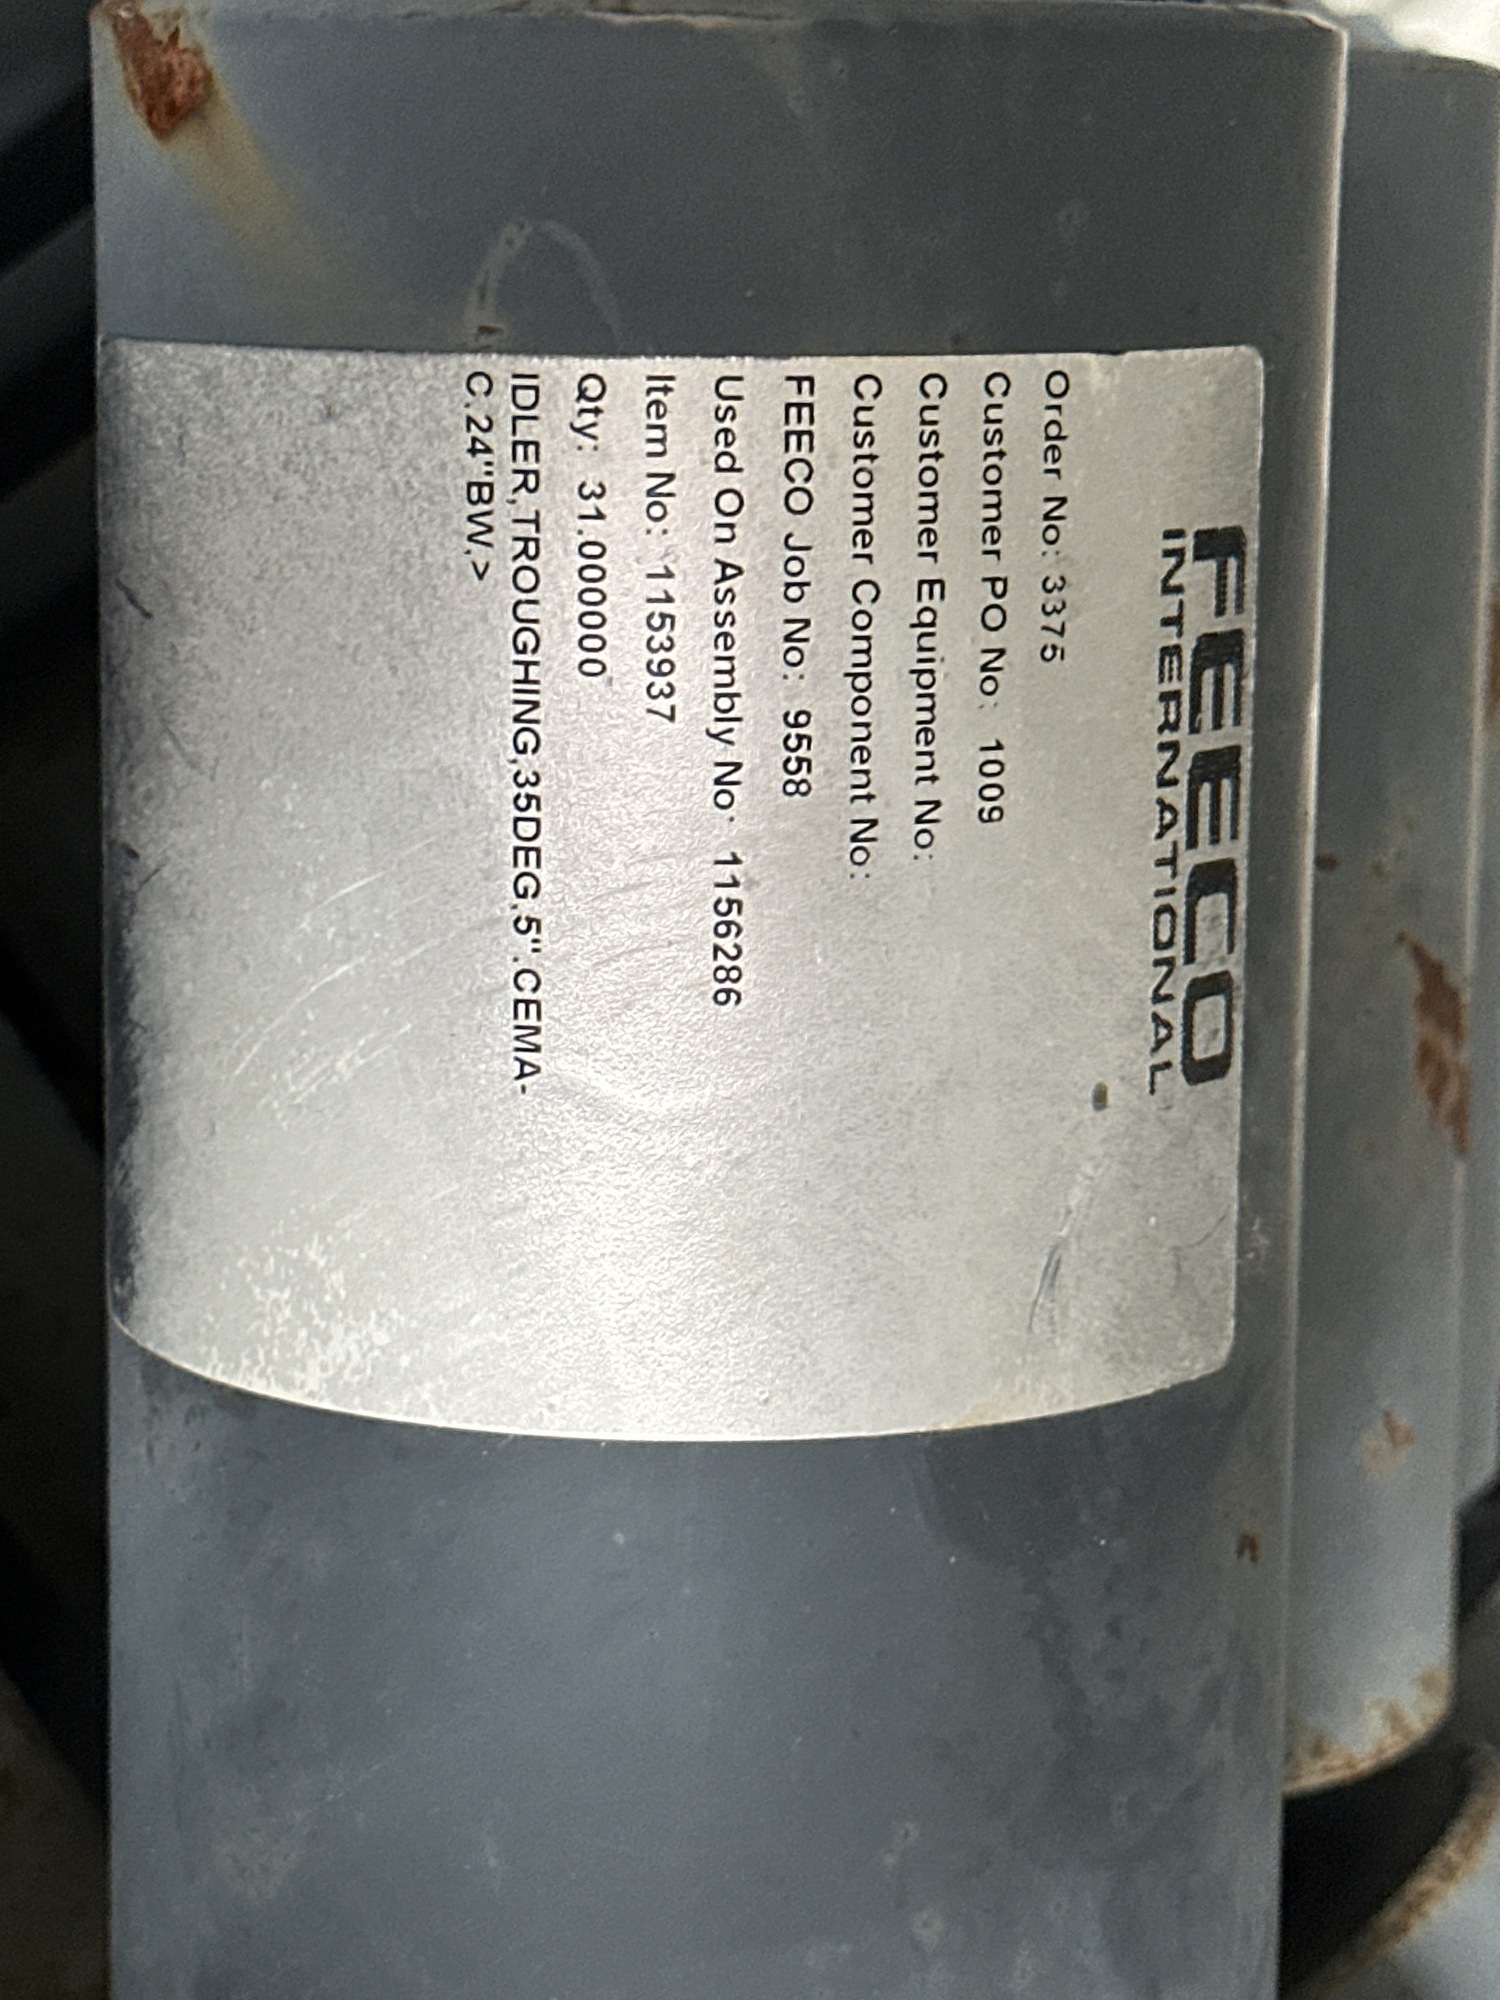 FEECO
INTERNATIONAL
Order No: 3375
Customer PO No: 1009
Customer Equipment No:
Customer Component No:
FEECO Job No: 9558
Used On Assembly No: 1156286
Item No: 1153937
Qty: 31.000000
IDLER,TROUGHING,35DEG,5",CEMA-
C.24"BW.>